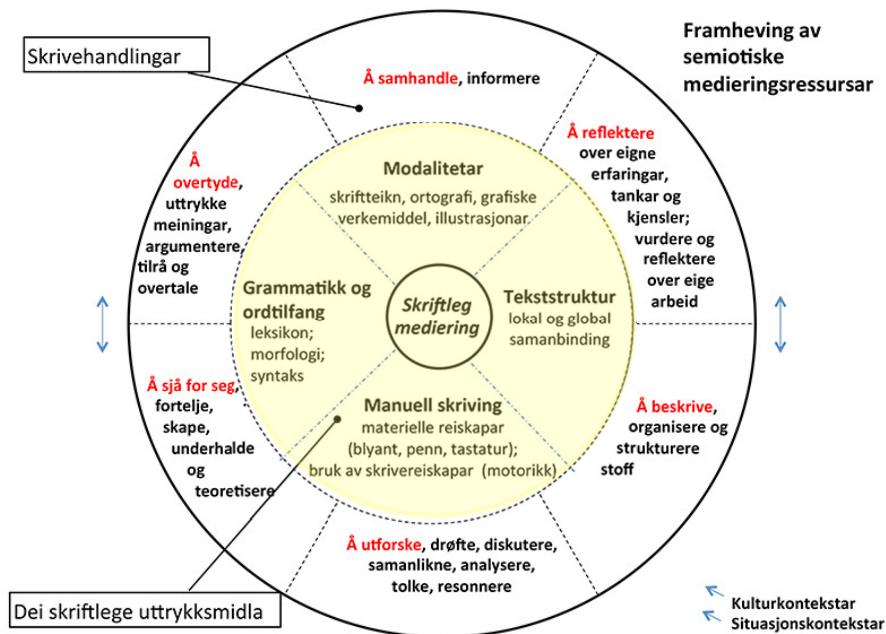 Framheving av
semiotiske
medieringsressursar
Skrivehandlingar
Å samhandle, informere
Å reflektere
over eigne
erfaringar,
tankar og
kjensler;
vurdere og
reflektere
over eige
arbeid
Å
overtyde,
uttrykke
meiningar,
argumentere,
tilrå og
overtale
Modalitetar
skriftteikn, ortografi, grafiske
verkemiddel, illustrasjonar
Grammatikk og
ordtilfang
leksikon;
morfologi;
syntaks
Skriftleg
mediering
Tekststruktur
lokal og global
samanbinding
Å sjå for seg,
fortelje,
skape,
underhalde
og
teoretisere
Manuell skriving
materielle reiskapar
(blyant, penn, tastatur);
bruk av skrivereiskapar (motorikk)
Å beskrive,
organisere og
strukturere
stoff
Å utforske, drøfte, diskutere,
samanlikne, analysere,
tolke, resonnere
Dei skriftlege uttrykksmidla
Kulturkontekstar
Situasjonskontekstar